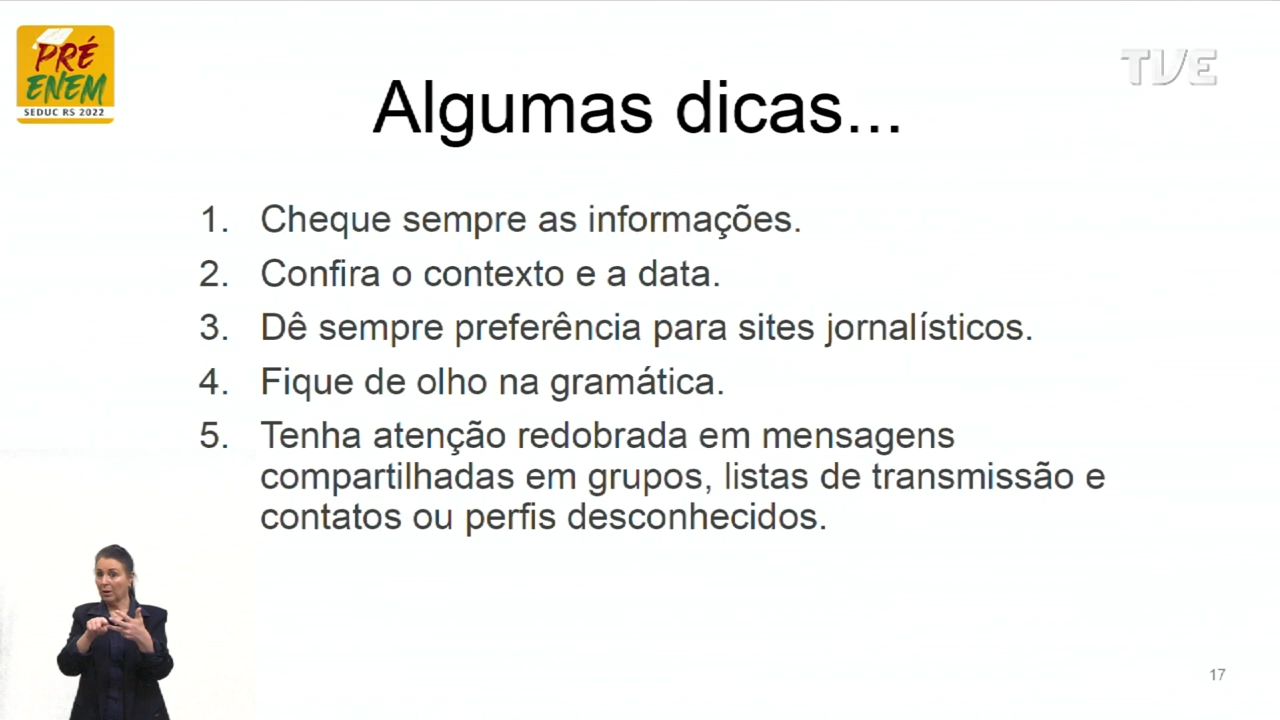 PRÉ
ENEM
SEDUC RS 2022
TVE
Algumas dicas...
1. Cheque sempre as informações.
2. Confira o contexto e a data.
3. Dê sempre preferência para sites jornalísticos.
4. Fique de olho na gramática.
5. Tenha atenção redobrada em mensagens
compartilhadas em grupos, listas de transmissão e
contatos ou perfis desconhecidos.
17